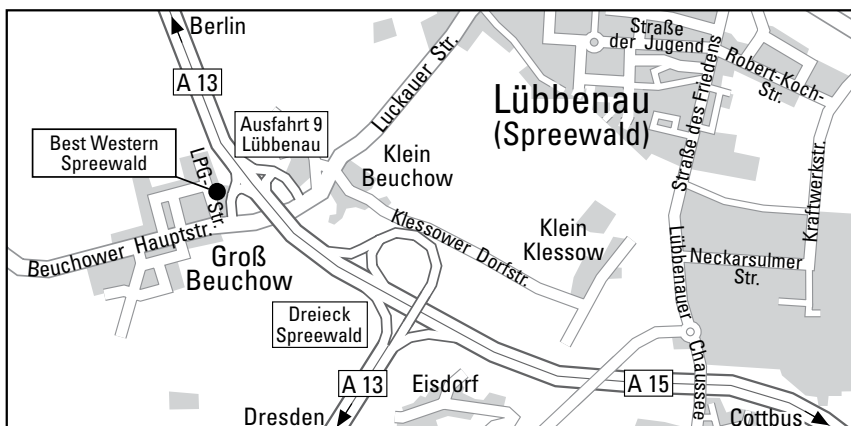 Berlin
A 13
Straße
der Jugend
Robert-Koch-
Str.
Luckauer Str.
Lübbenau
(Spreewald)
Straße des Friedens
Ausfahrt 9
Lübbenau
Best Western
Spreewald
LPG-
Str.
Klein
Beuchow
Kraftwerkstr.
Beuchower Hauptstr.
Groß
Beuchow
Klessower Dorfstr.
Klein
Klessow
Lübbenauer
Chaussee
Neckarsulmer
Str.
Dreieck
Spreewald
A 13
Eisdorf
A 15
Dresden
Cottbus